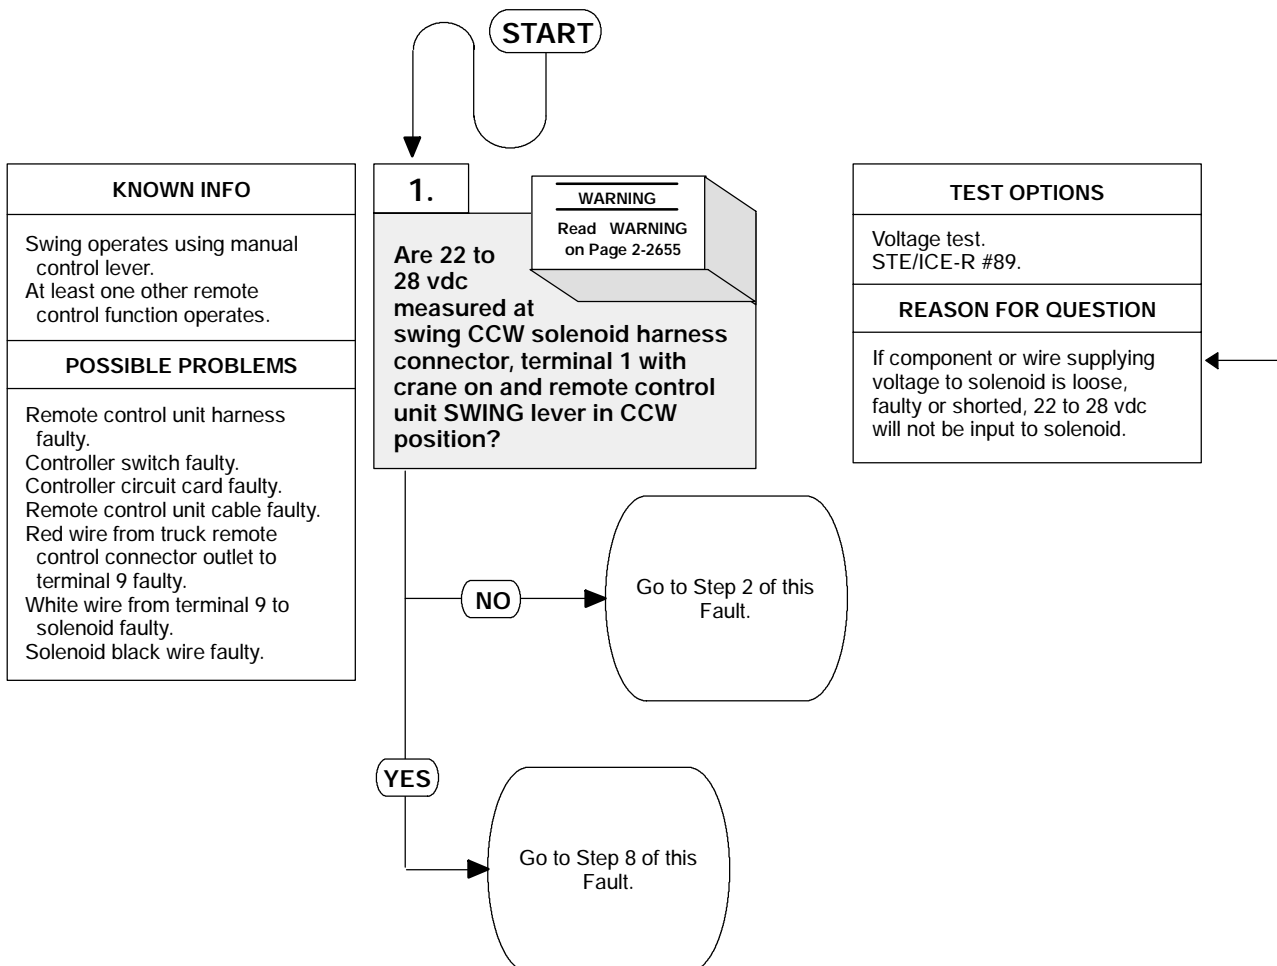 START
KNOWN INFO
Swing operates using manual
control lever.
At least one other remote
control function operates.
POSSIBLE PROBLEMS
Remote control unit harness
faulty.
Controller switch faulty.
Controller circuit card faulty.
Remote control unit cable faulty.
Red wire from truck remote
control connector outlet to
terminal 9 faulty.
White wire from terminal 9 to
solenoid faulty.
Solenoid black wire faulty.
1.
WARNING
Read WARNING
on Page 2-2655
Are 22 to
28 vdc
measured at
swing CCW solenoid harness
connector, terminal 1 with
crane on and remote control
unit SWING lever in CCW
position?
TEST OPTIONS
Voltage test.
STE/ICE-R #89.
REASON FOR QUESTION
If component or wire supplying
voltage to solenoid is loose,
faulty or shorted, 22 to 28 vdc
will not be input to solenoid.
NO
Go to Step 2 of this
Fault.
YES
Go to Step 8 of this
Fault.